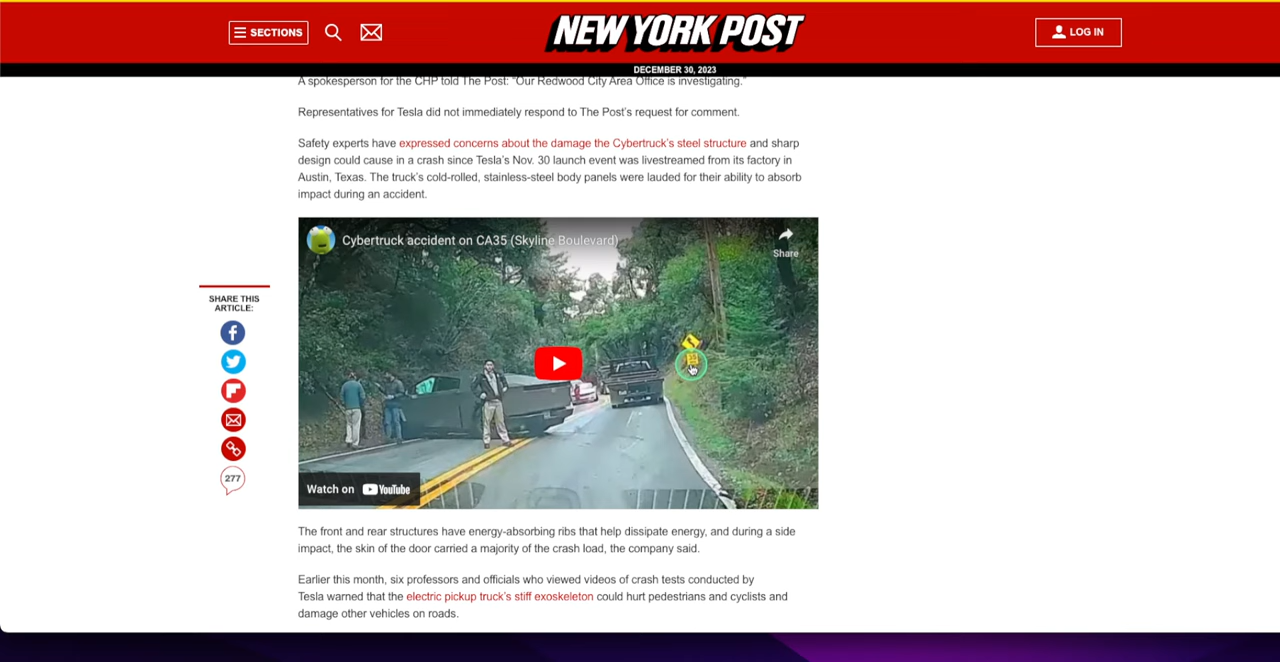 SECTIONS
NEW YORK POST
LOG IN
DECEMBER 30, 2023
A spokesperson for the CHP told The Post: “Our Redwood City Area Office is investigating.”
Representatives for Tesla did not immediately respond to The Post’s request for comment.
Safety experts have expressed concerns about the damage the Cybertruck’s steel structure and sharp
design could cause in a crash since Tesla’s Nov. 30 launch event was livestreamed from its factory in
Austin, Texas. The truck’s cold-rolled, stainless-steel body panels were lauded for their ability to absorb
impact during an accident.
Cybertruck accident on CA35 (Skyline Boulevard)
Share
SHARE THIS
ARTICLE:
277
Watch on YouTube
The front and rear structures have energy-absorbing ribs that help dissipate energy, and during a side
impact, the skin of the door carried a majority of the crash load, the company said.
Earlier this month, six professors and officials who viewed videos of crash tests conducted by
Tesla warned that the electric pickup truck’s stiff exoskeleton could hurt pedestrians and cyclists and
damage other vehicles on roads.